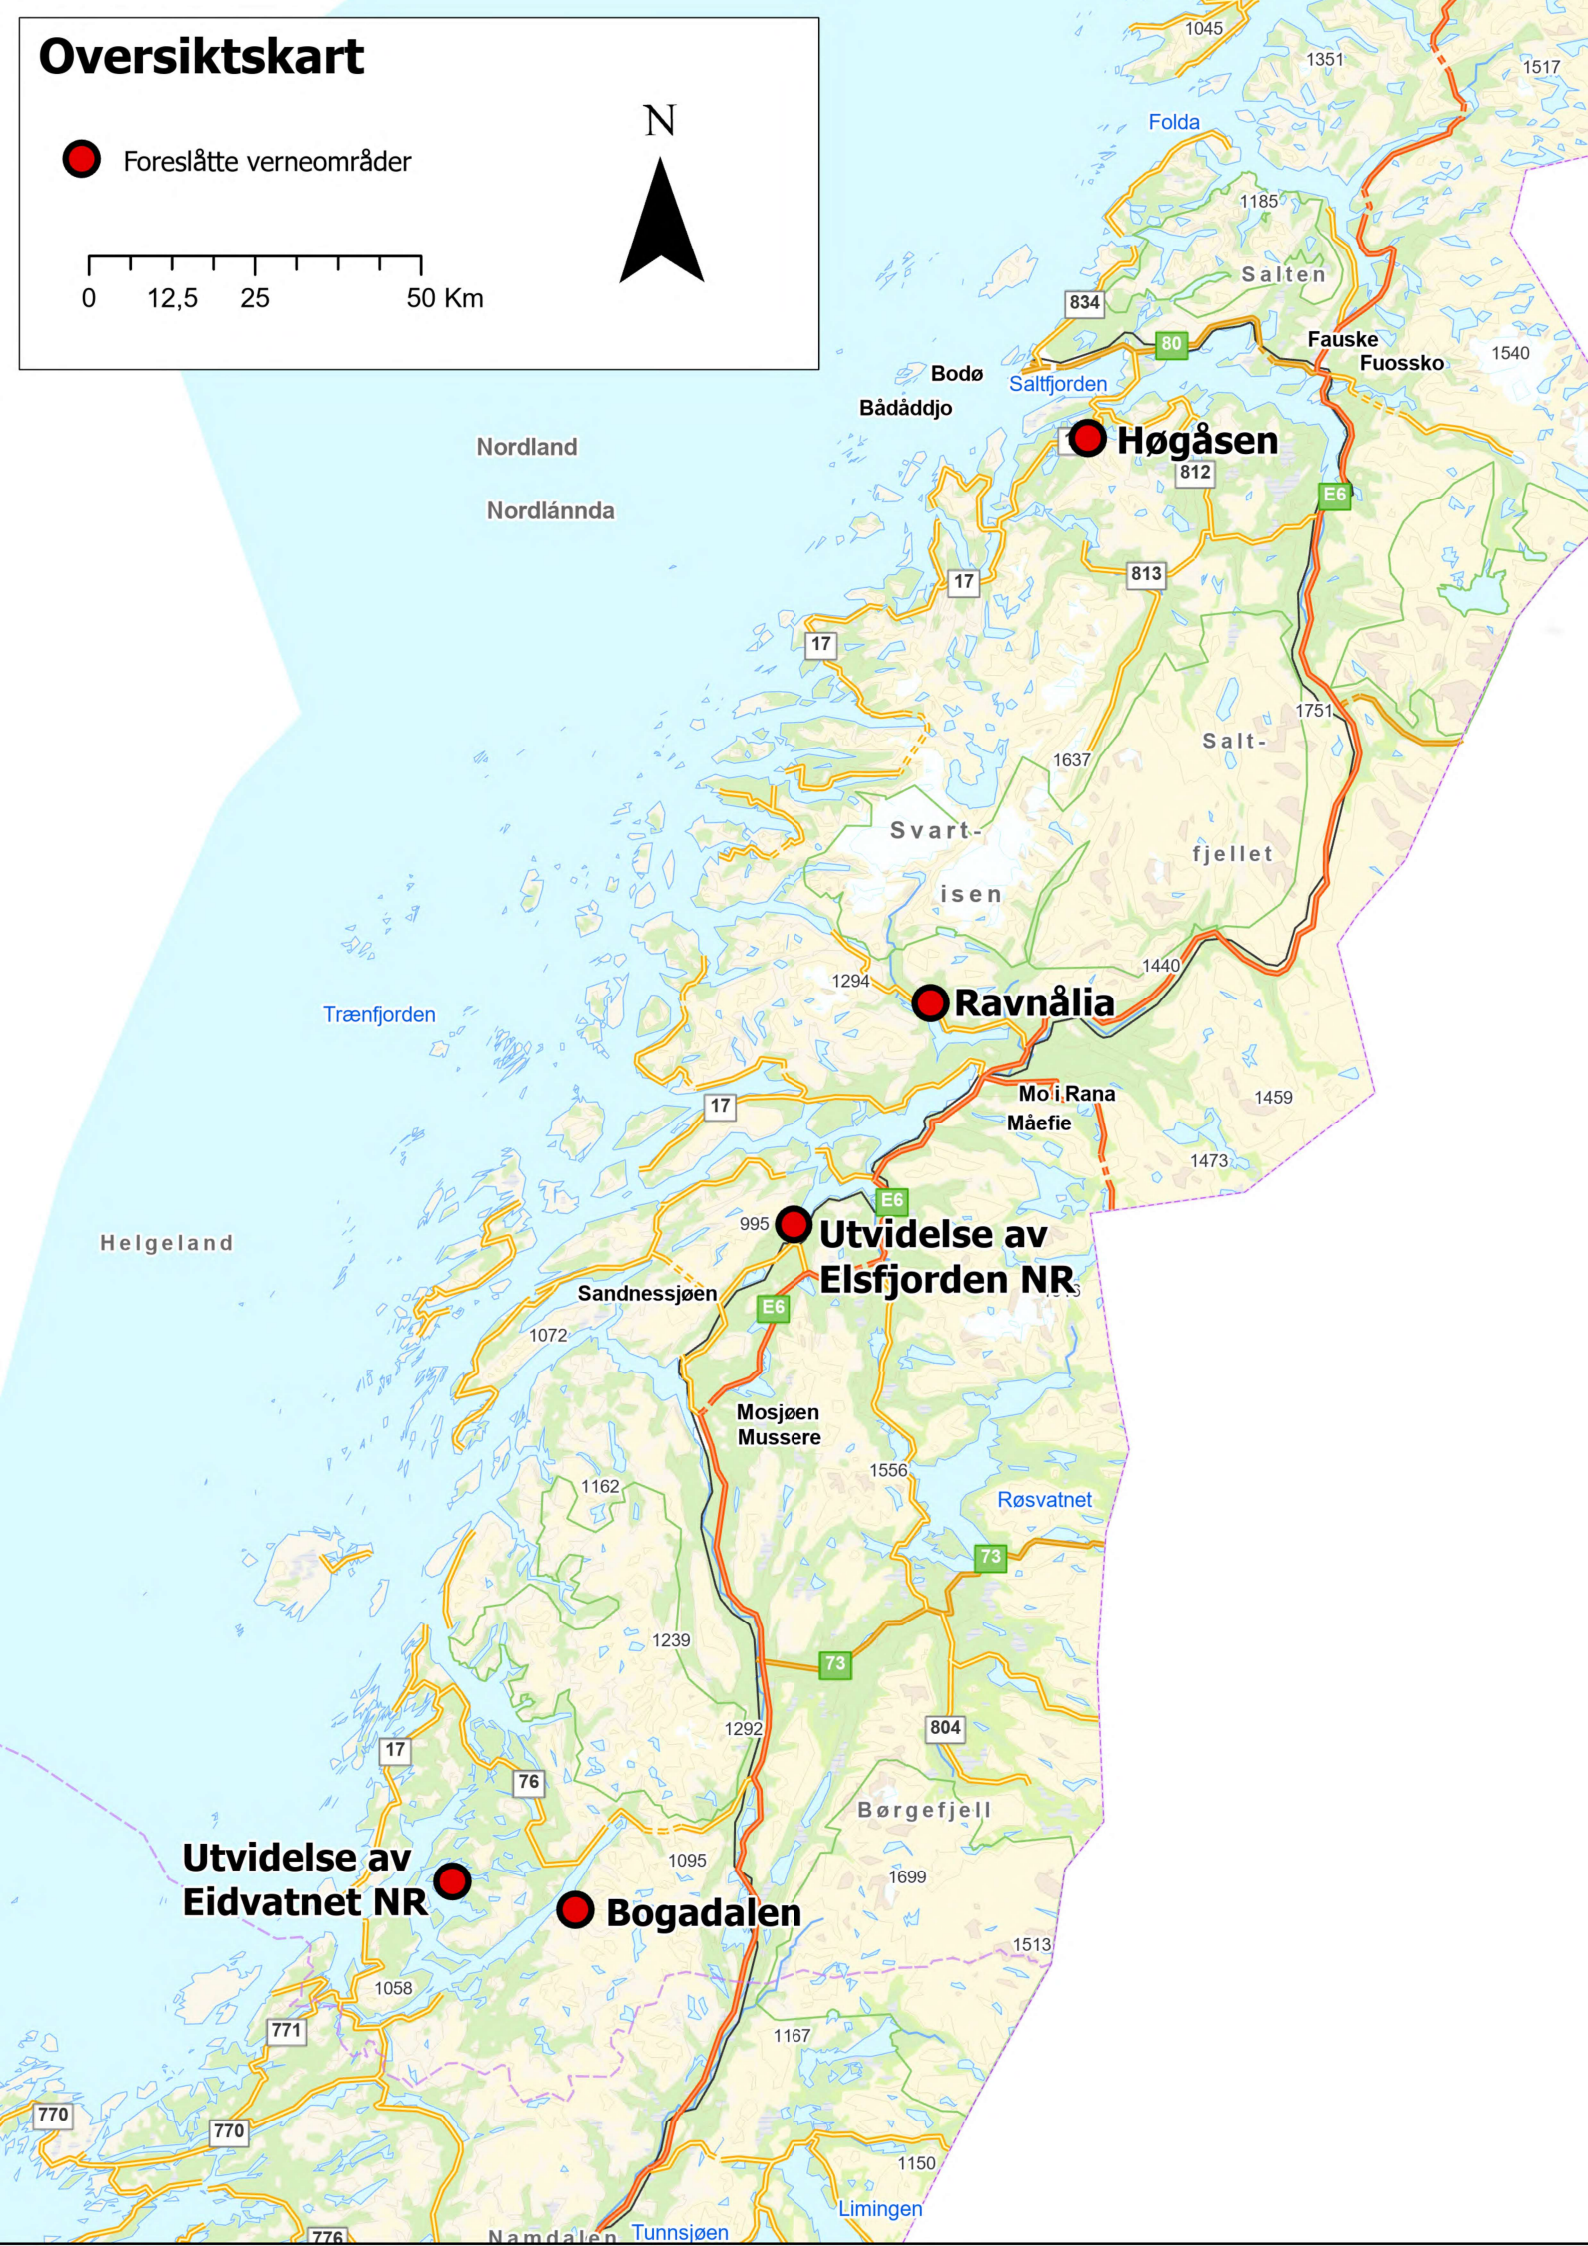 Oversiktskart
N
Foreslåtte verneområder
0 12,5 25 50 Km
1045
1351
1517
Folda
1185
Salten
834
80
Fauske
Fuossko
1540
Bodø
Saltfjorden
Bådåddjo
Høgåsen
Nordland
812
E6
Nordlánnda
17
813
17
1751
Salt-
1637
Svart-
fjellet
isen
1440
1294
Ravnålia
Trænfjorden
Mo i Rana
1459
17
Måefie
1473
E6
995
Utvidelse av
Helgeland
Elsfjorden NR
Sandnessjøen
E6
1072
Mosjøen
Mussere
1556
1162
Røsvatnet
73
1239
73
1292
804
17
76
Børgefjell
Utvidelse av
1095
1699
Eidvatnet NR
Bogadalen
1513
1058
771
1167
770
770
1150
Limingen
776
Namdalen
Tunnsjøen